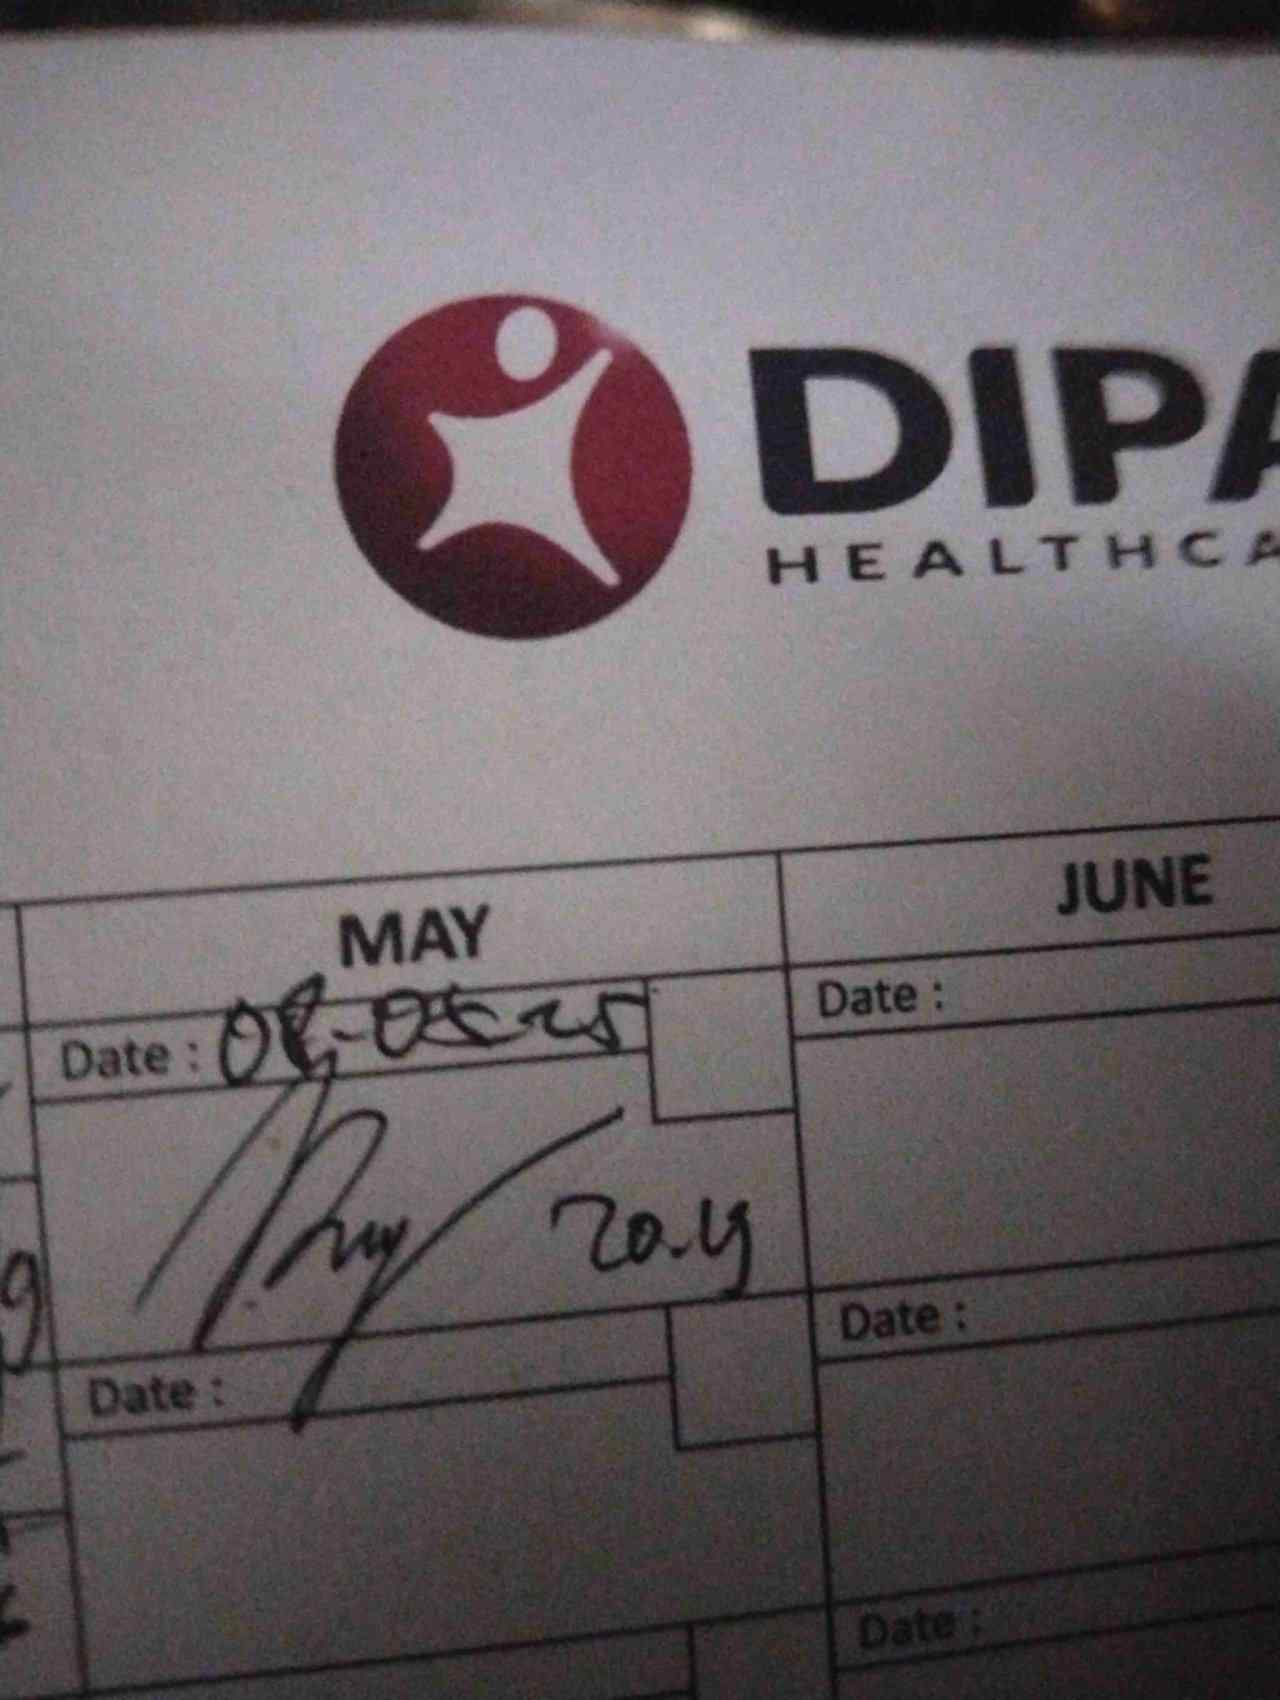 DIPA
HEALTHCA
MAY
JUNE
Date : 08-05-25
Date :
20.4
Date :
Date :
Date :